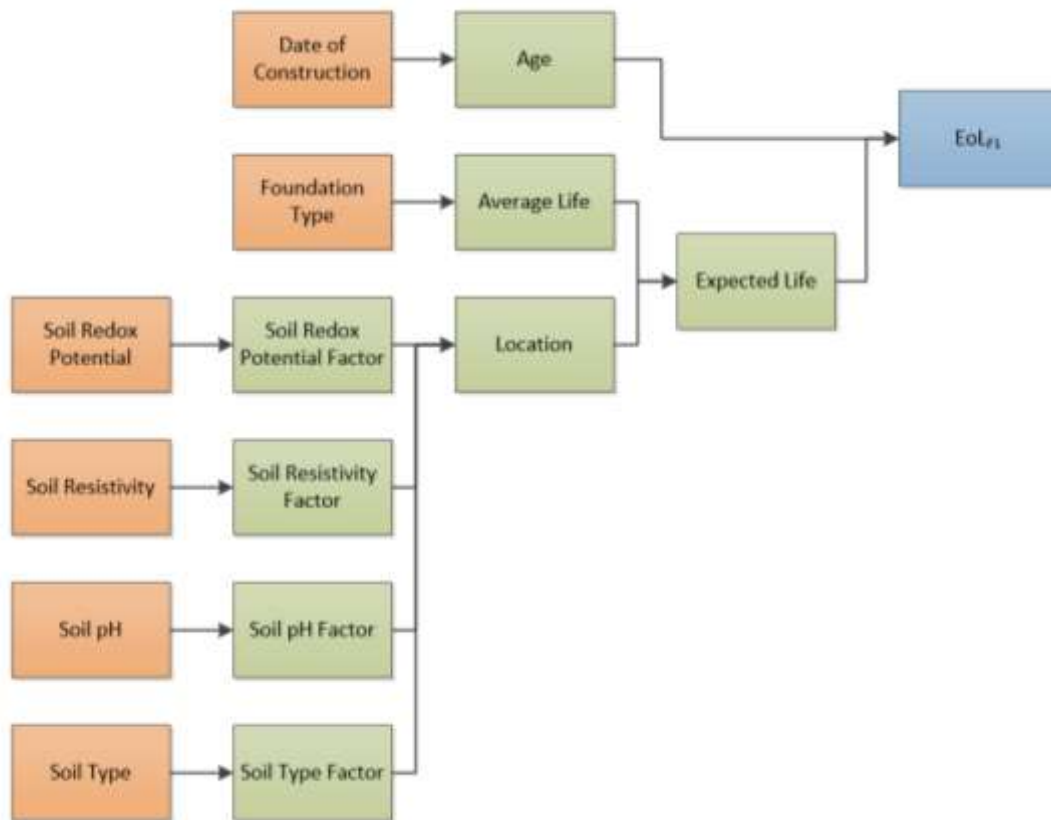 Date of
Construction
Age
EoL_F1
Foundation
Type
Average Life
Expected Life
Soil Redox
Potential
Soil Redox
Potential Factor
Location
Soil Resistivity
Soil Resistivity
Factor
Soil pH
Soil pH Factor
Soil Type
Soil Type Factor